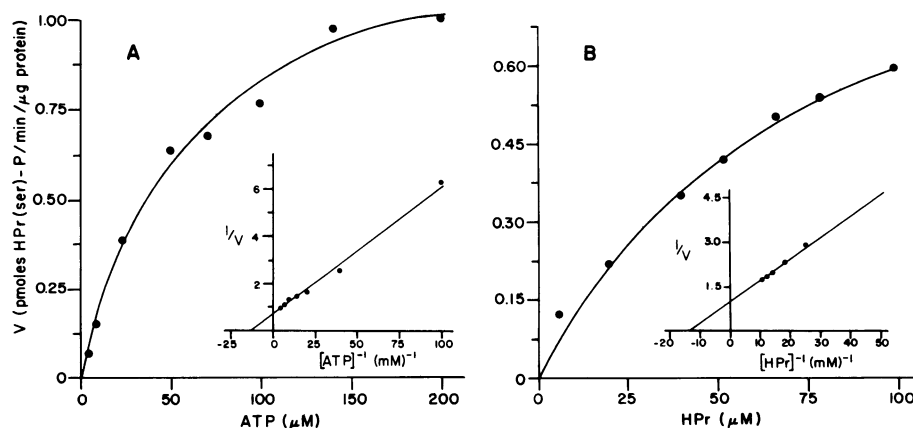 A
V (pmoles HPr(ser)-P/min/μg protein)
1.00
0.75
0.50
0.25
0
0 50 100 150 200
ATP (μM)
1/V
6
4
2
-25 0 25 50 75 100
[ATP]⁻¹ (mM)⁻¹
B
0.60
0.45
0.30
0.15
0.00
0 25 50 75 100
HPr (μM)
1/V
4.5
3.0
1.5
-20 -10 0 10 20 30 40 50
[HPr]⁻¹ (mM)⁻¹